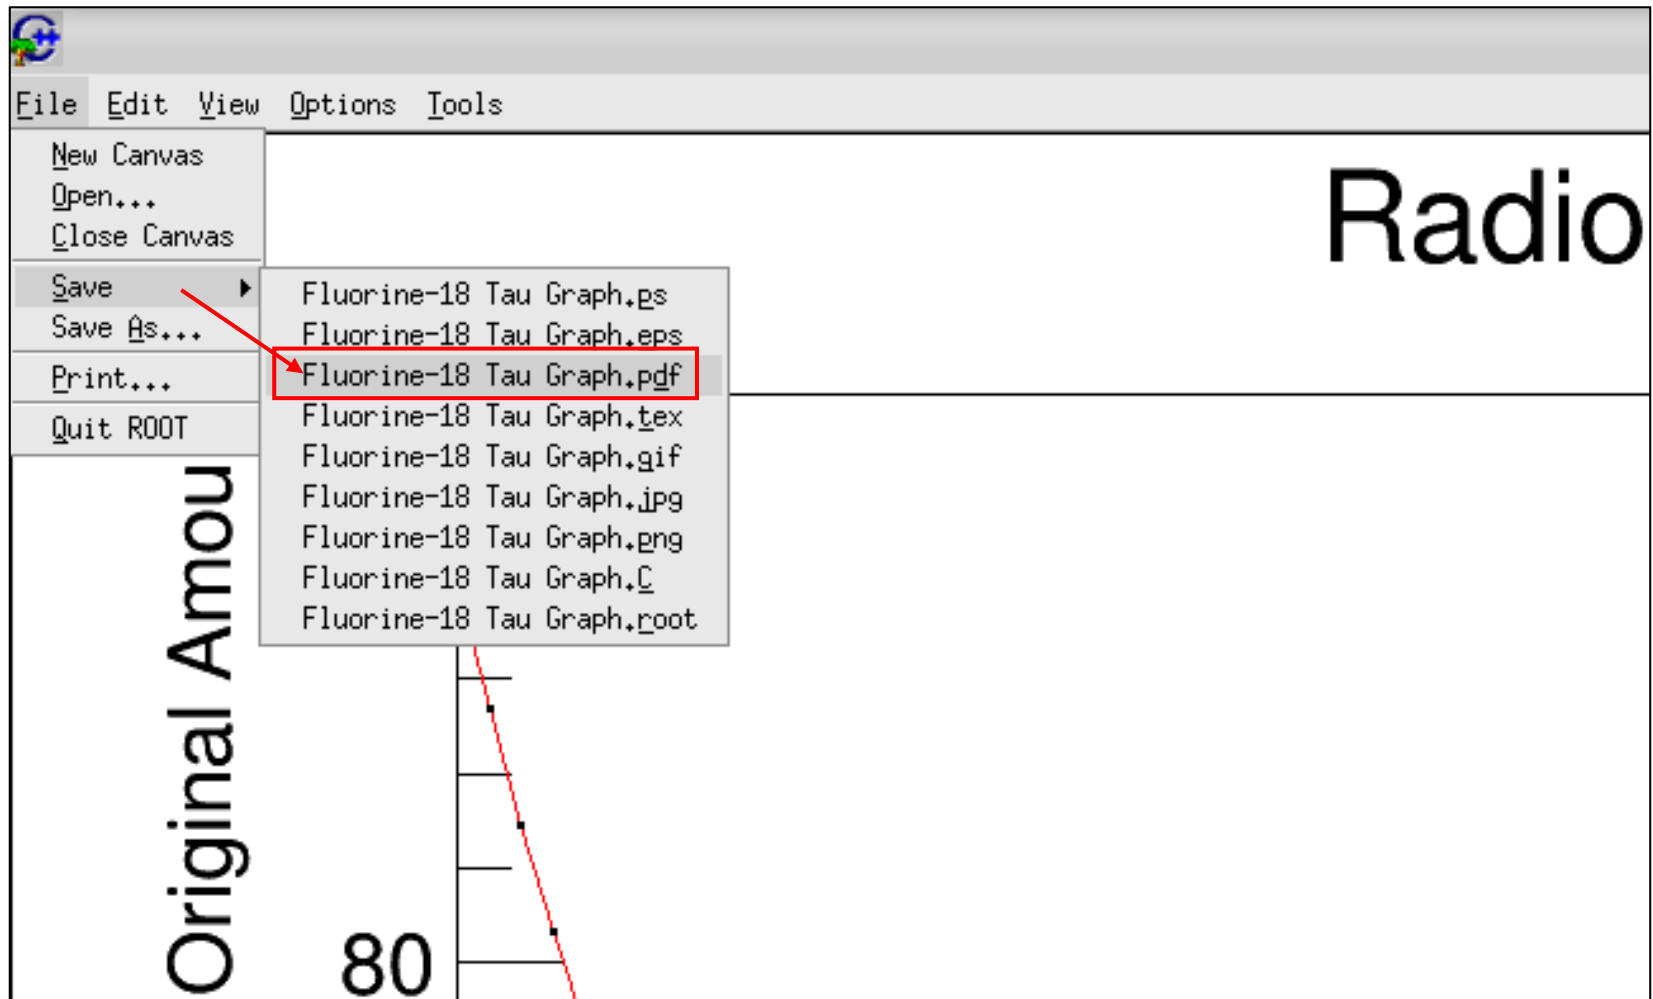 File Edit View Options Tools
New Canvas
Open...
Close Canvas
Save
Save As...
Print...
Quit ROOT
Fluorine-18 Tau Graph.ps
Fluorine-18 Tau Graph.eps
Fluorine-18 Tau Graph.pdf
Fluorine-18 Tau Graph.tex
Fluorine-18 Tau Graph.gif
Fluorine-18 Tau Graph.jpg
Fluorine-18 Tau Graph.png
Fluorine-18 Tau Graph.C
Fluorine-18 Tau Graph.root
Radio
Original Amou
80